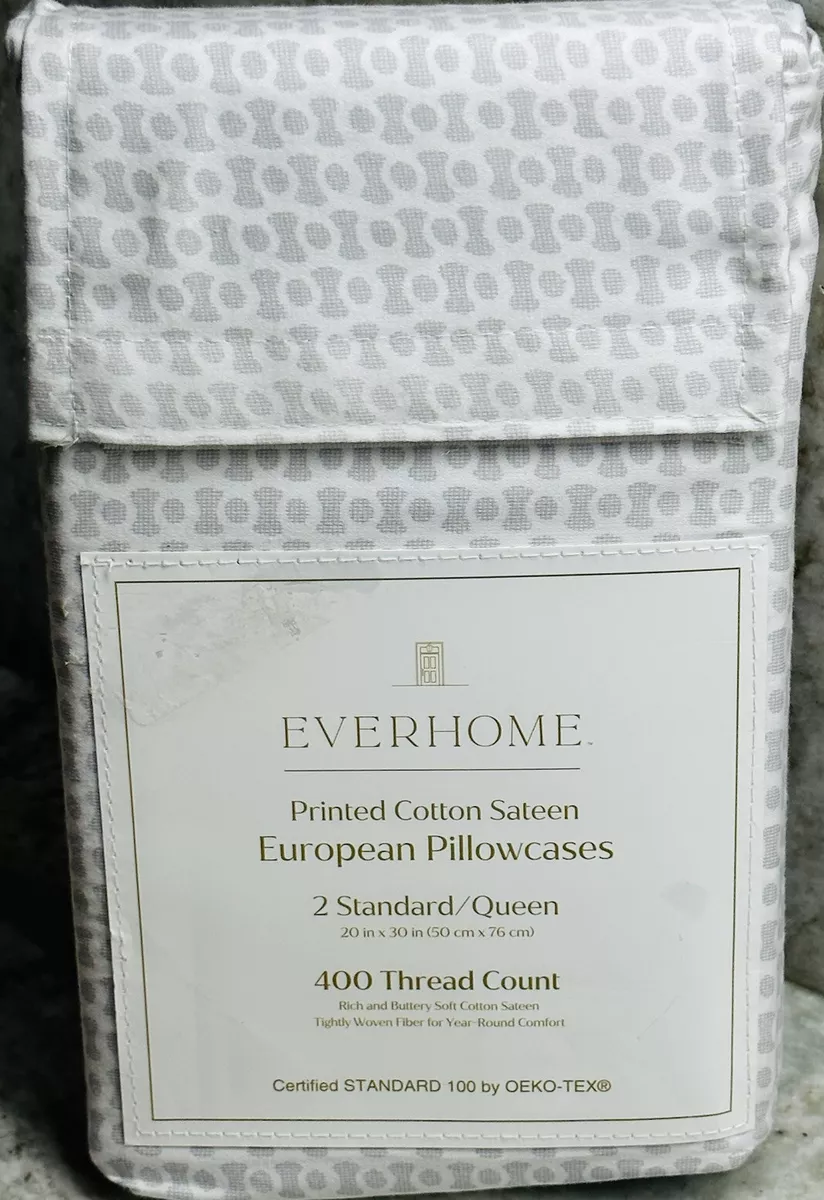 EVERHOME™
Printed Cotton Sateen
European Pillowcases
2 Standard/Queen
20 in x 30 in (50 cm x 76 cm)
400 Thread Count
Rich and Buttery Soft Cotton Sateen
Tightly Woven Fiber for Year-Round Comfort
Certified STANDARD 100 by OEKO-TEX®